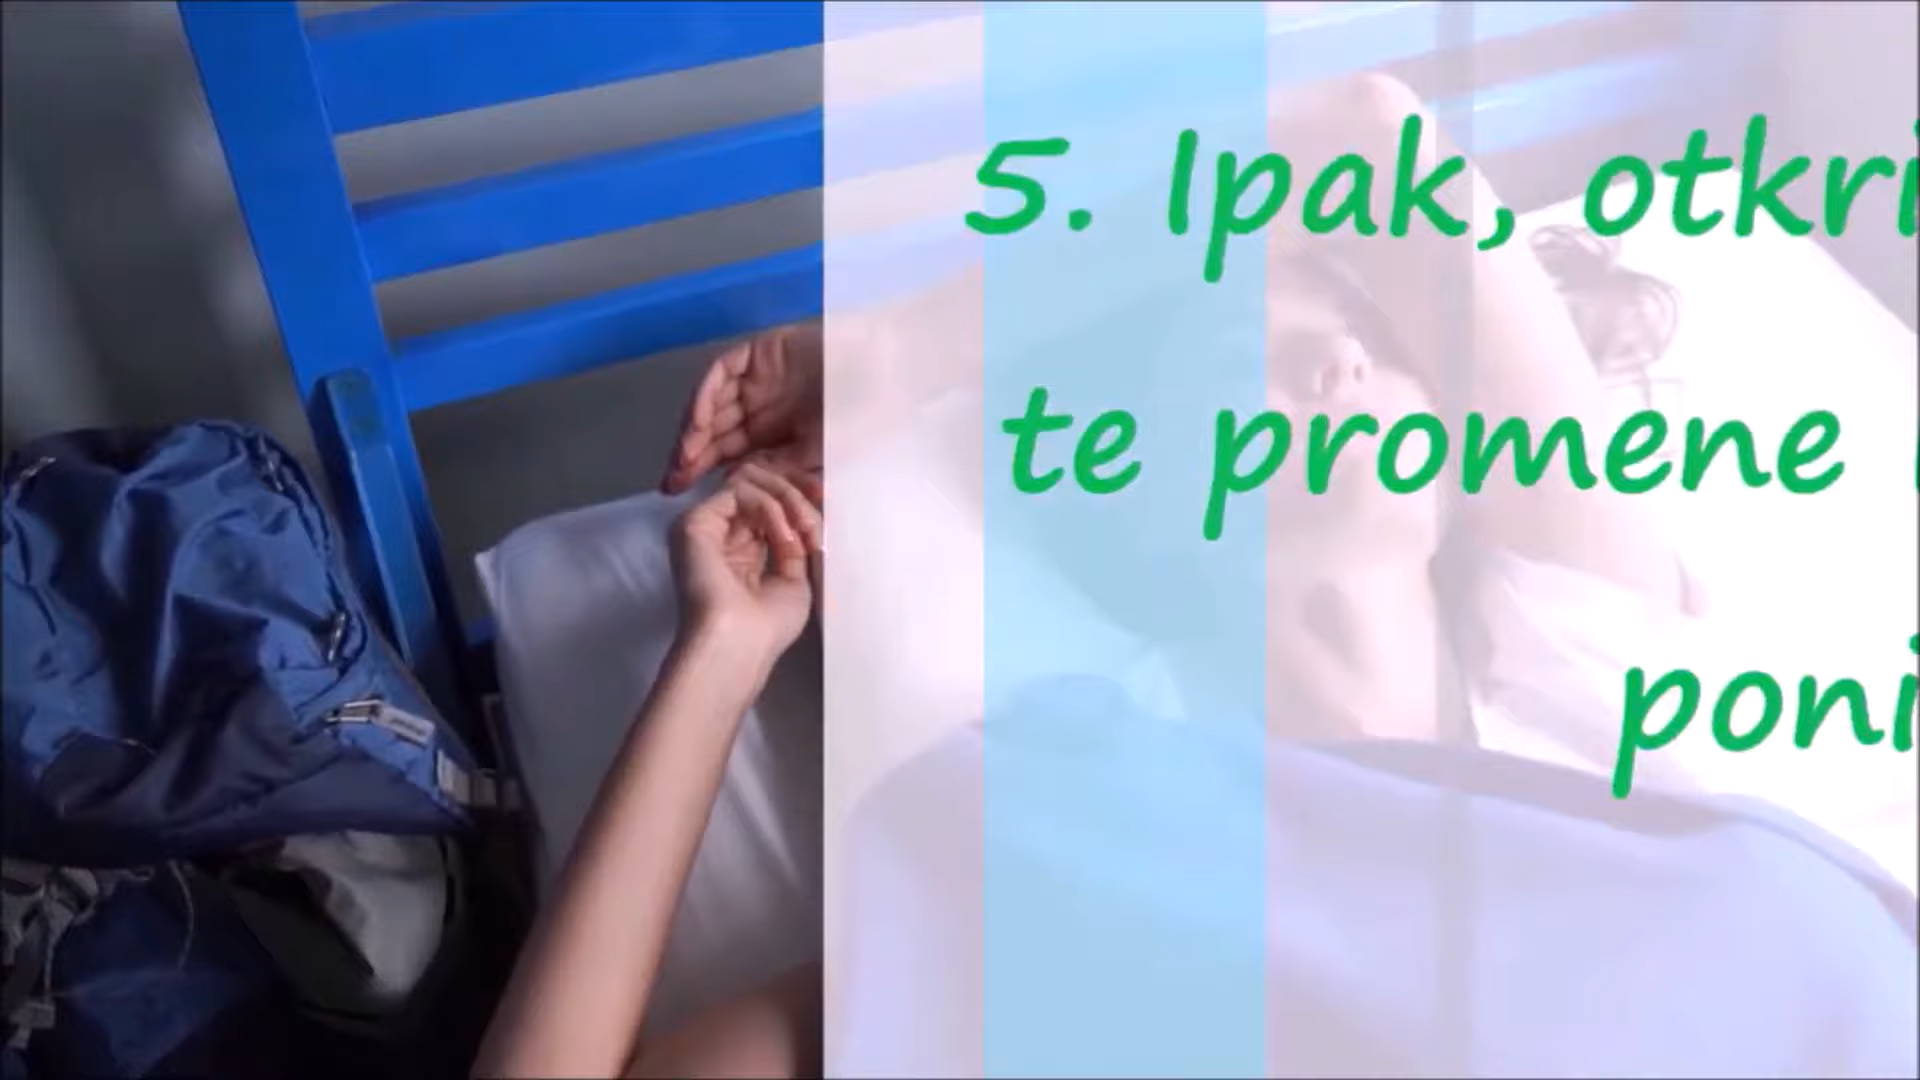 5. Ipak, otkri
te promene
poni